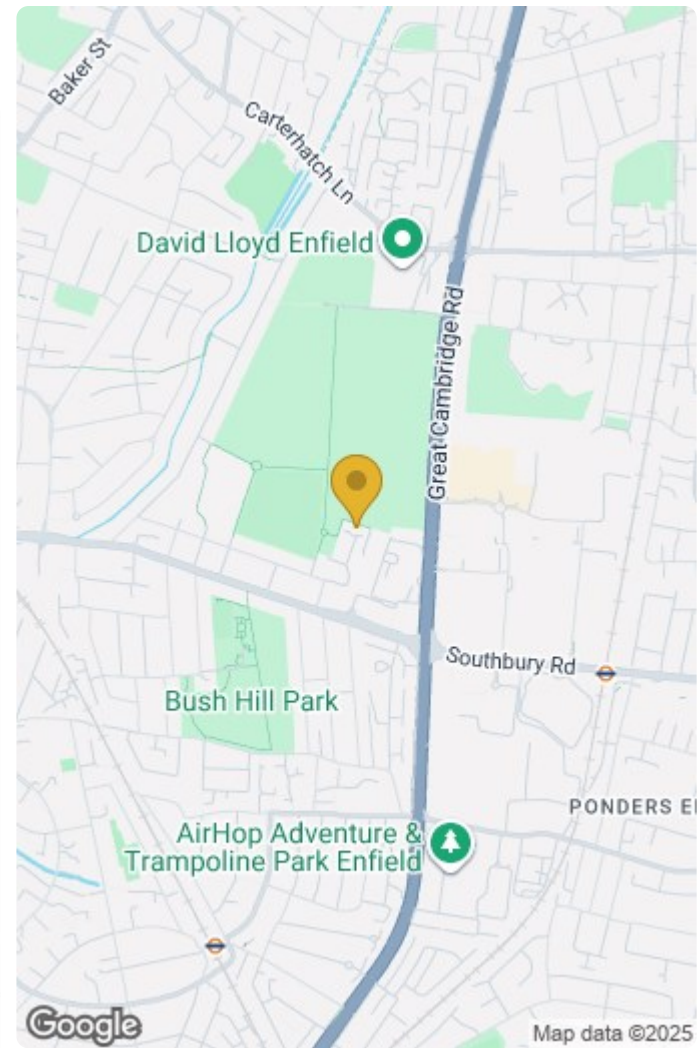 Baker St
Carterhatch Ln
David Lloyd Enfield
Great Cambridge Rd
Southbury Rd
Bush Hill Park
PONDERS E
AirHop Adventure &
Trampoline Park Enfield
Google
Map data ©2025